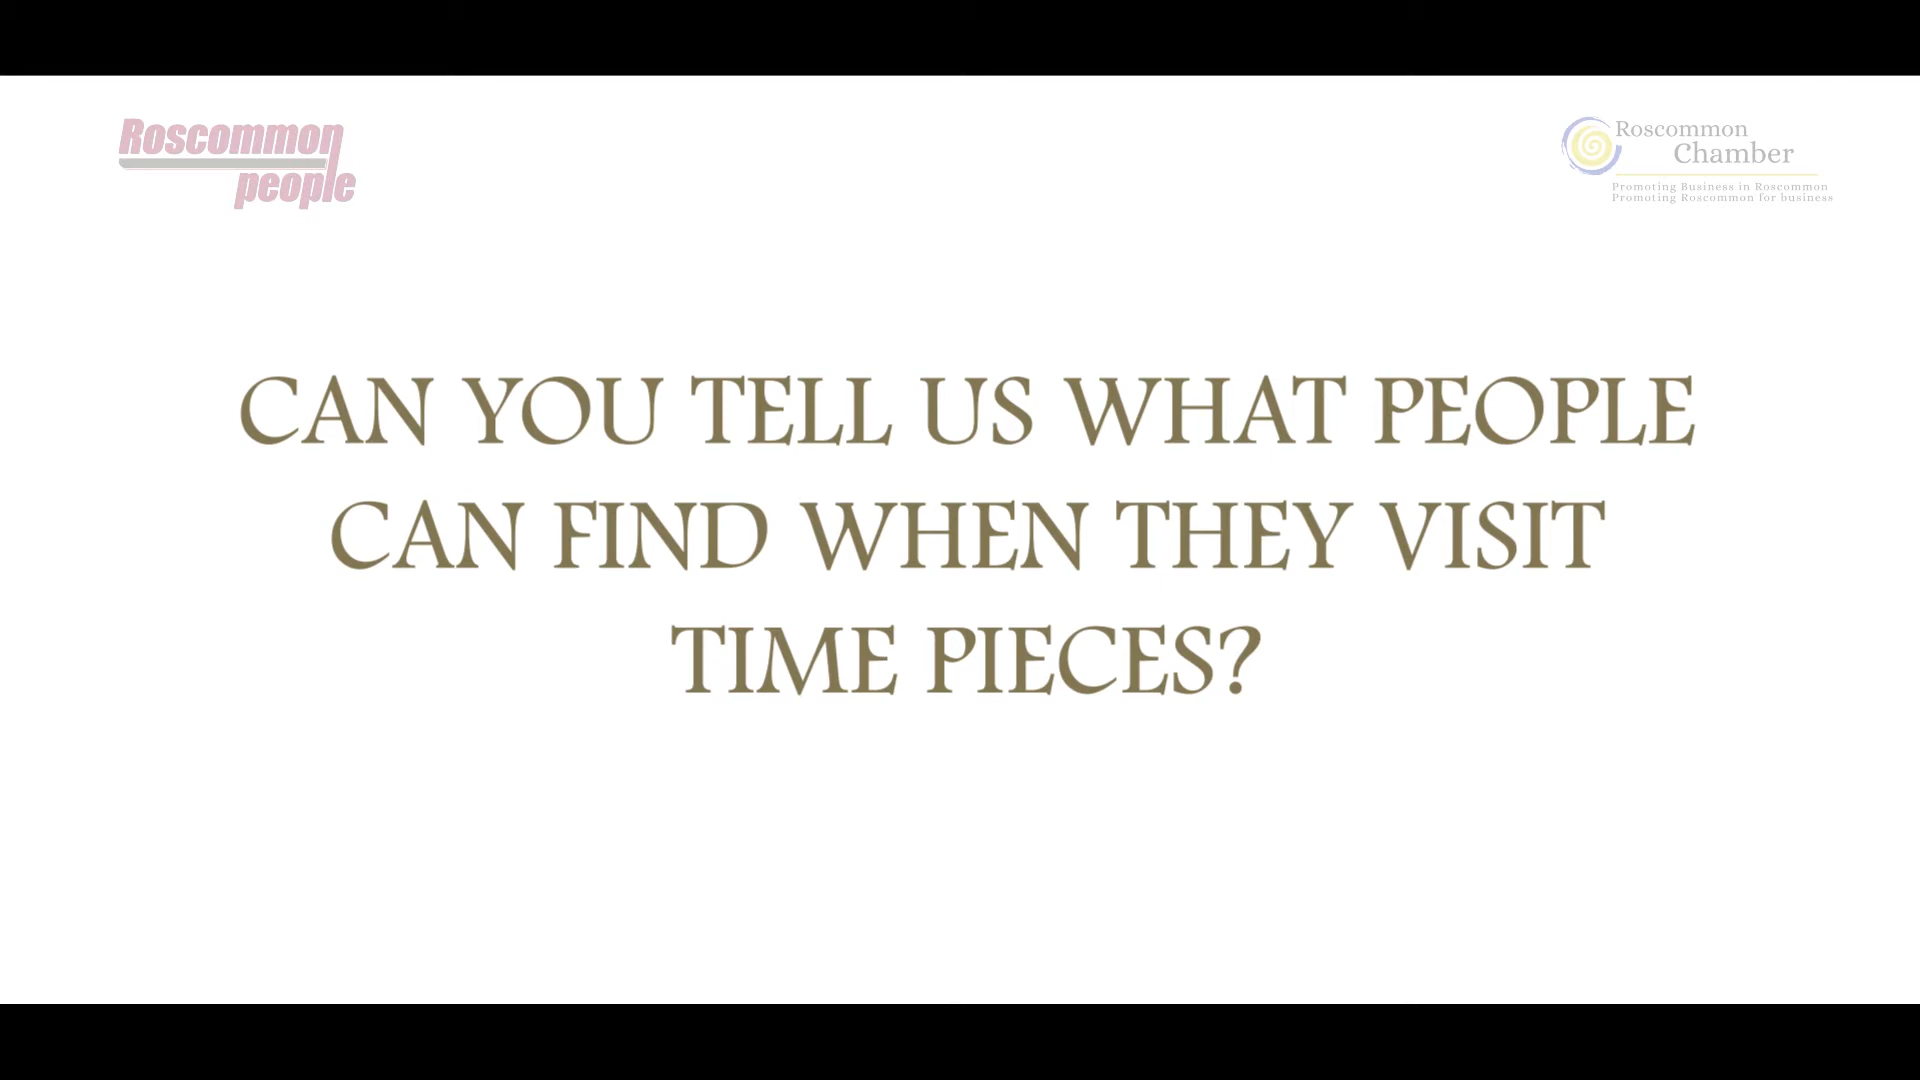 Roscommon
people
Roscommon
Chamber
Promoting Business in Roscommon
Promoting Roscommon for business
CAN YOU TELL US WHAT PEOPLE
CAN FIND WHEN THEY VISIT
TIME PIECES?